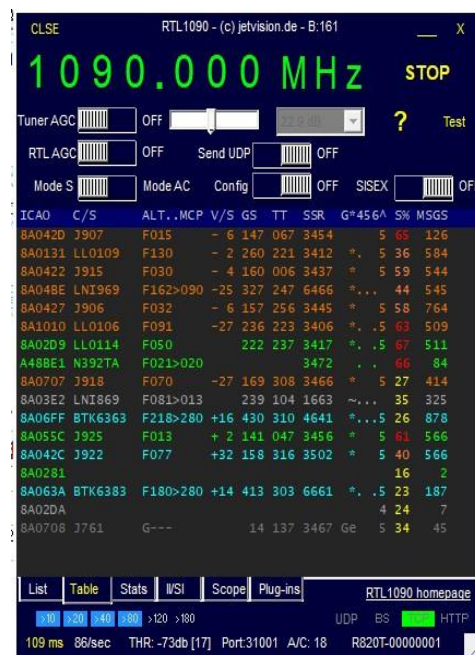 CLSE RTL1090 - (c) jetvision.de - B:161 __ X
1090.000 MHz STOP
Tuner AGC OFF 22.9 dB ? Test
RTL AGC OFF Send UDP OFF
Mode S Mode AC Config OFF SISEX OF
ICAO C/S ALT..MCP V/S GS TT SSR G*456^ S% MSGS
8A042D J907 F015 - 6 147 067 3454 5 65 126
8A0131 LL0109 F130 - 2 260 221 3412 *. 5 36 584
8A0422 J915 F030 - 4 160 006 3437 * 5 59 544
8A04BE LNI969 F162>090 -25 327 247 6466 *... 44 545
8A0427 J906 F032 - 6 157 256 3445 * 5 58 764
8A1010 LL0106 F091 -27 236 223 3406 *. .5 63 509
8A02D9 LL0114 F050 222 237 3417 *. .5 67 511
A48BE1 N392TA F021>020 3472 . . 66 84
8A0707 J918 F070 -27 169 308 3466 * 5 27 414
8A03E2 LNI869 F081>013 239 104 1663 ~... 35 325
8A06FF BTK6363 F218>280 +16 430 310 4641 *...5 26 878
8A055C J925 F013 + 2 141 047 3456 * 5 61 566
8A042C J922 F077 +32 158 316 3502 * 5 40 566
8A0281 16 2
8A063A BTK6383 F180>280 +14 413 303 6661 *. .5 23 187
8A02DA 4 24 7
8A0708 J761 G--- 14 137 3467 Ge 5 34 45
List Table Stats II/SI Scope Plug-ins RTL1090 homepage
>10 >20 >40 >80 >120 >180 UDP BS TCP HTTP
109 ms 86/sec THR: -73db [17] Port:31001 A/C: 18 R820T-00000001